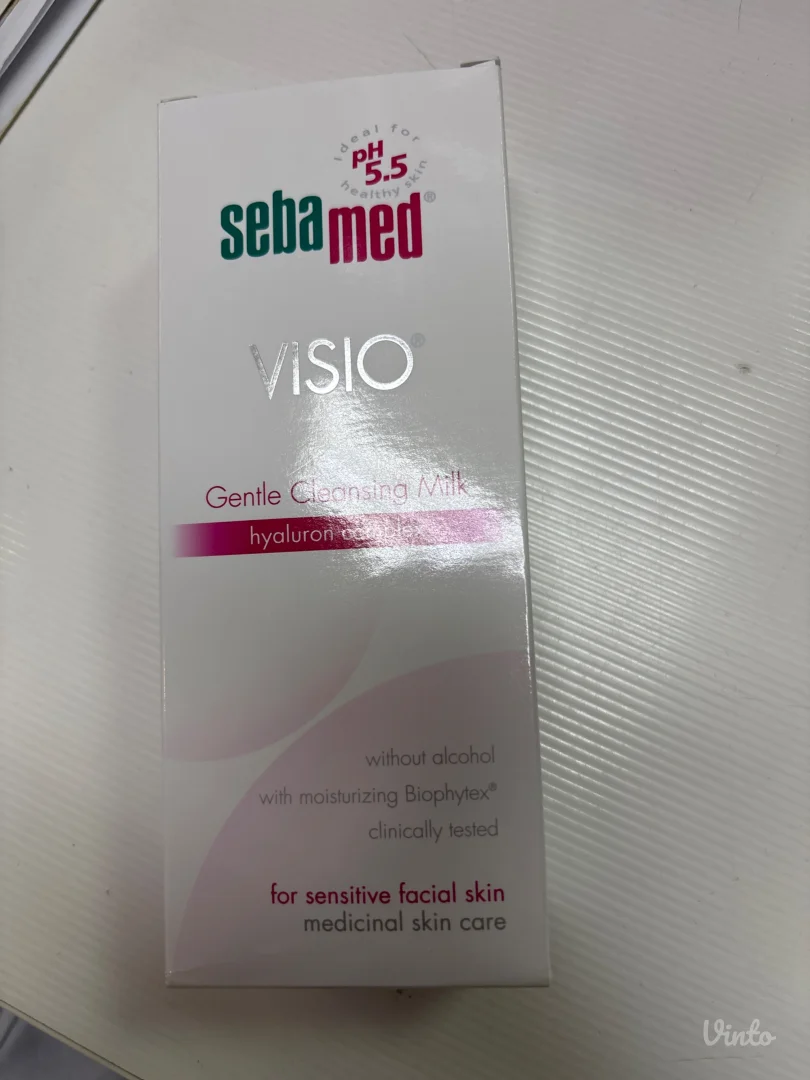 ideal for
pH
5.5
healthy skin
sebamed®
VISIO®
Gentle Cleansing Milk
hyaluron
without alcohol
with moisturizing Biophytex®
clinically tested
for sensitive facial skin
medicinal skin care
Vinto